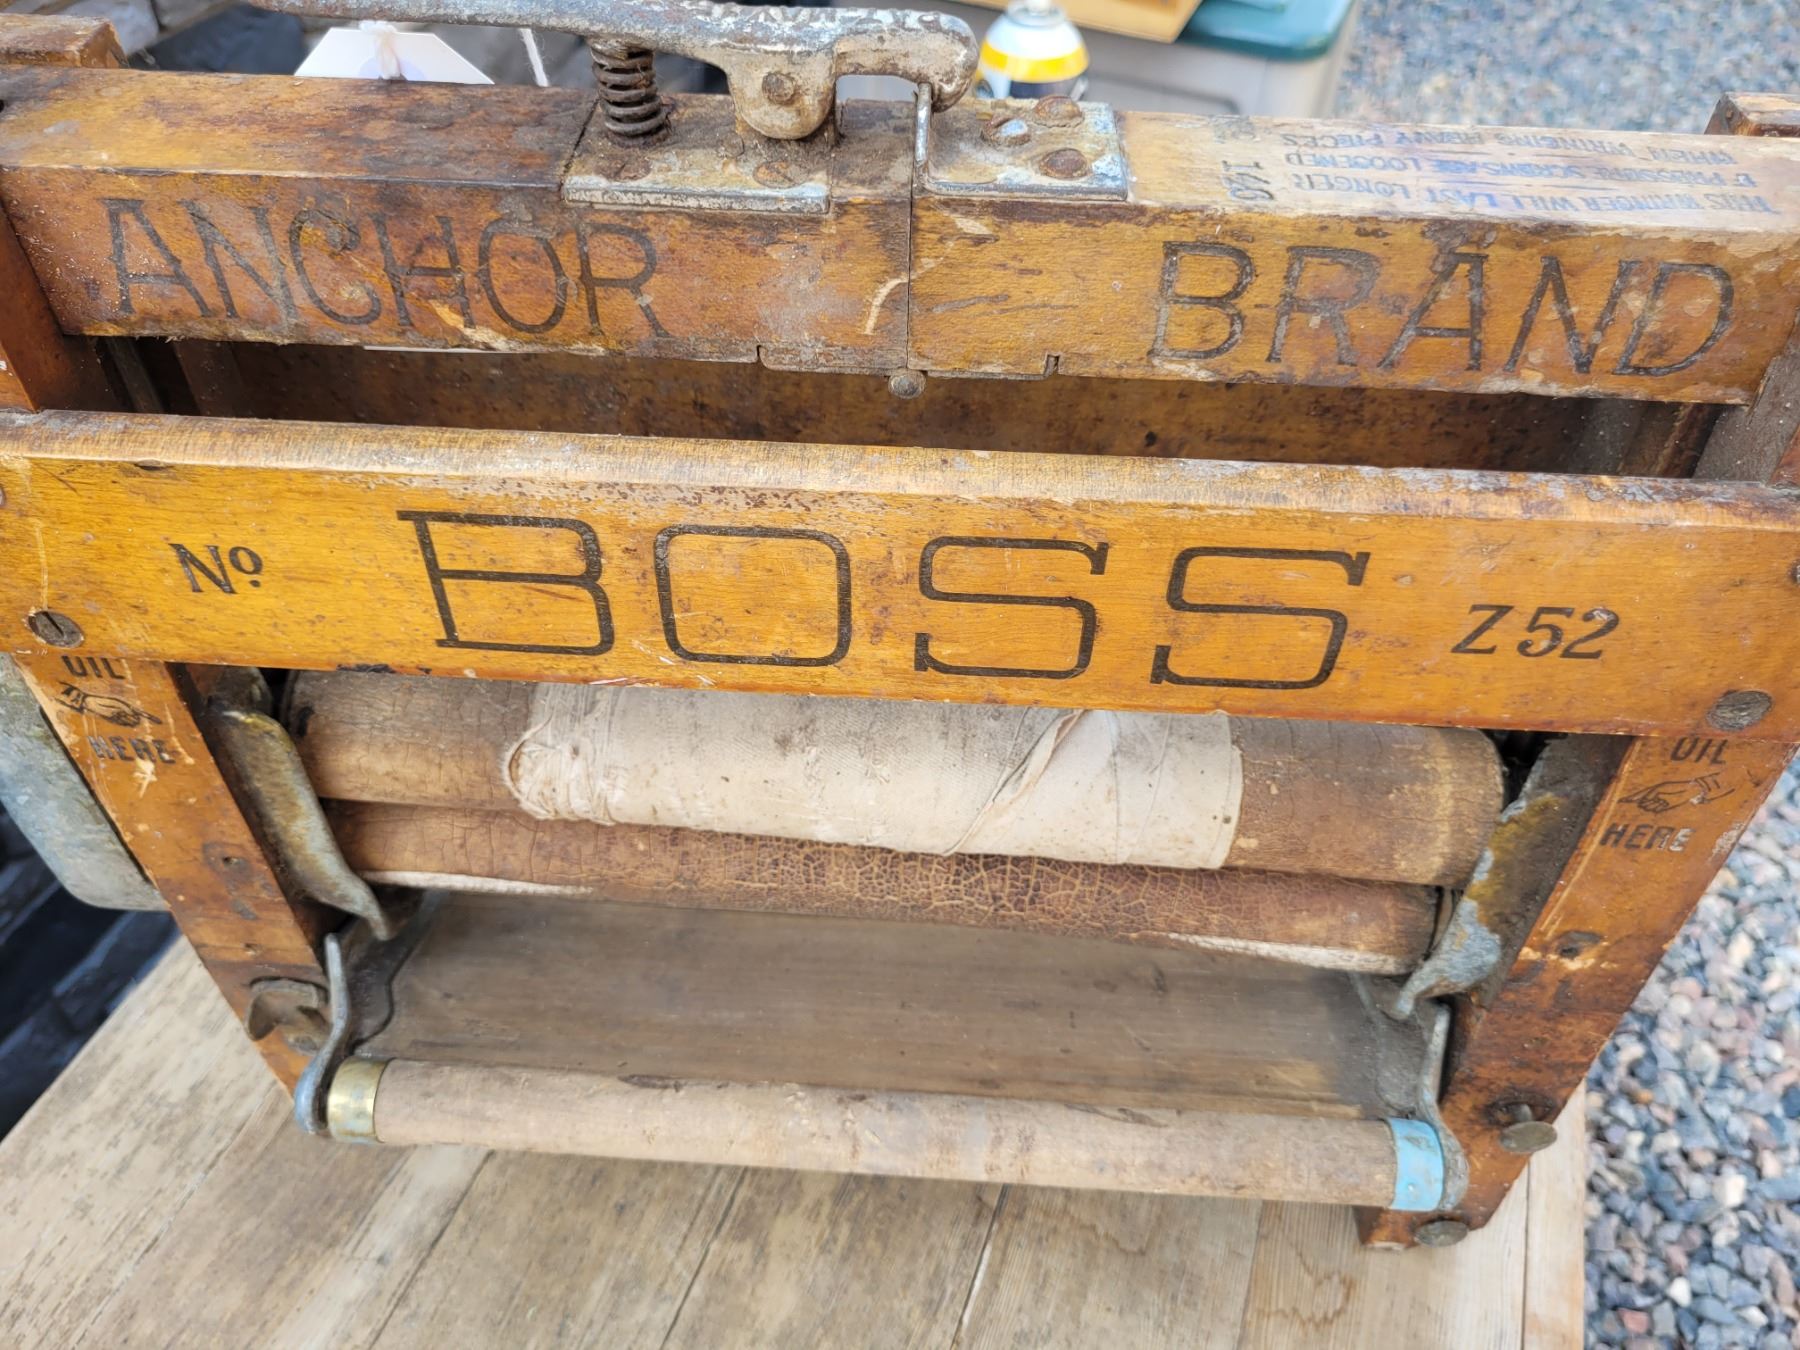 THIS WRINGER WILL LAST LONGER
IF PRESSURE SCREWS ARE LOOSENED
WHEN WRINGING HEAVY PIECES
ANCHOR BRAND
No BOSS Z52
OIL
HERE
OIL
HERE